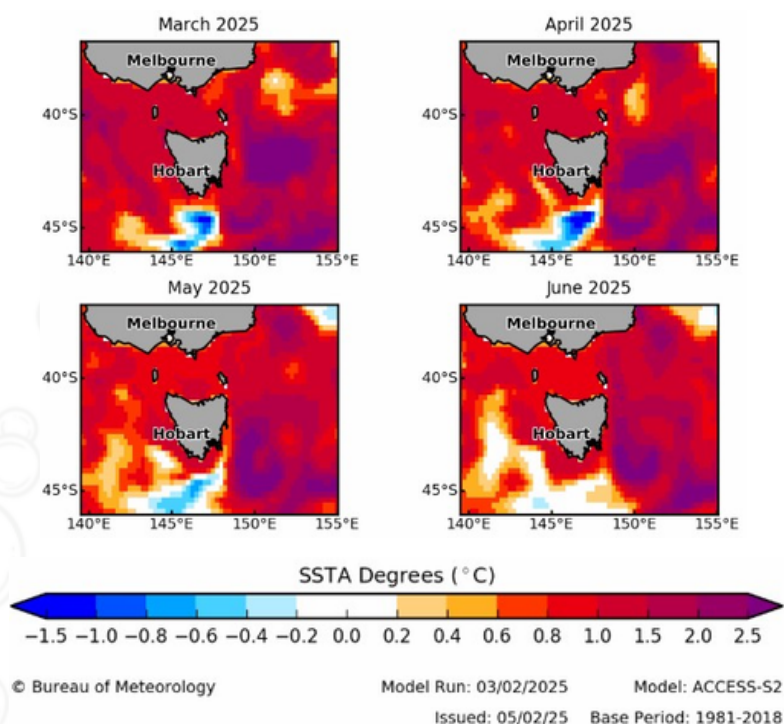 March 2025
April 2025
Melbourne
Melbourne
40°S
40°S
Hobart
Hobart
45°S
45°S
140°E 145°E 150°E 155°E
140°E 145°E 150°E 155°E
May 2025
June 2025
Melbourne
Melbourne
40°S
40°S
Hobart
Hobart
45°S
45°S
140°E 145°E 150°E 155°E
140°E 145°E 150°E 155°E
SSTA Degrees (°C)
−1.5 −1.0 −0.8 −0.6 −0.4 −0.2 0.0 0.2 0.4 0.6 0.8 1.0 1.5 2.0 2.5
© Bureau of Meteorology Model Run: 03/02/2025 Model: ACCESS-S2
Issued: 05/02/25 Base Period: 1981-2018